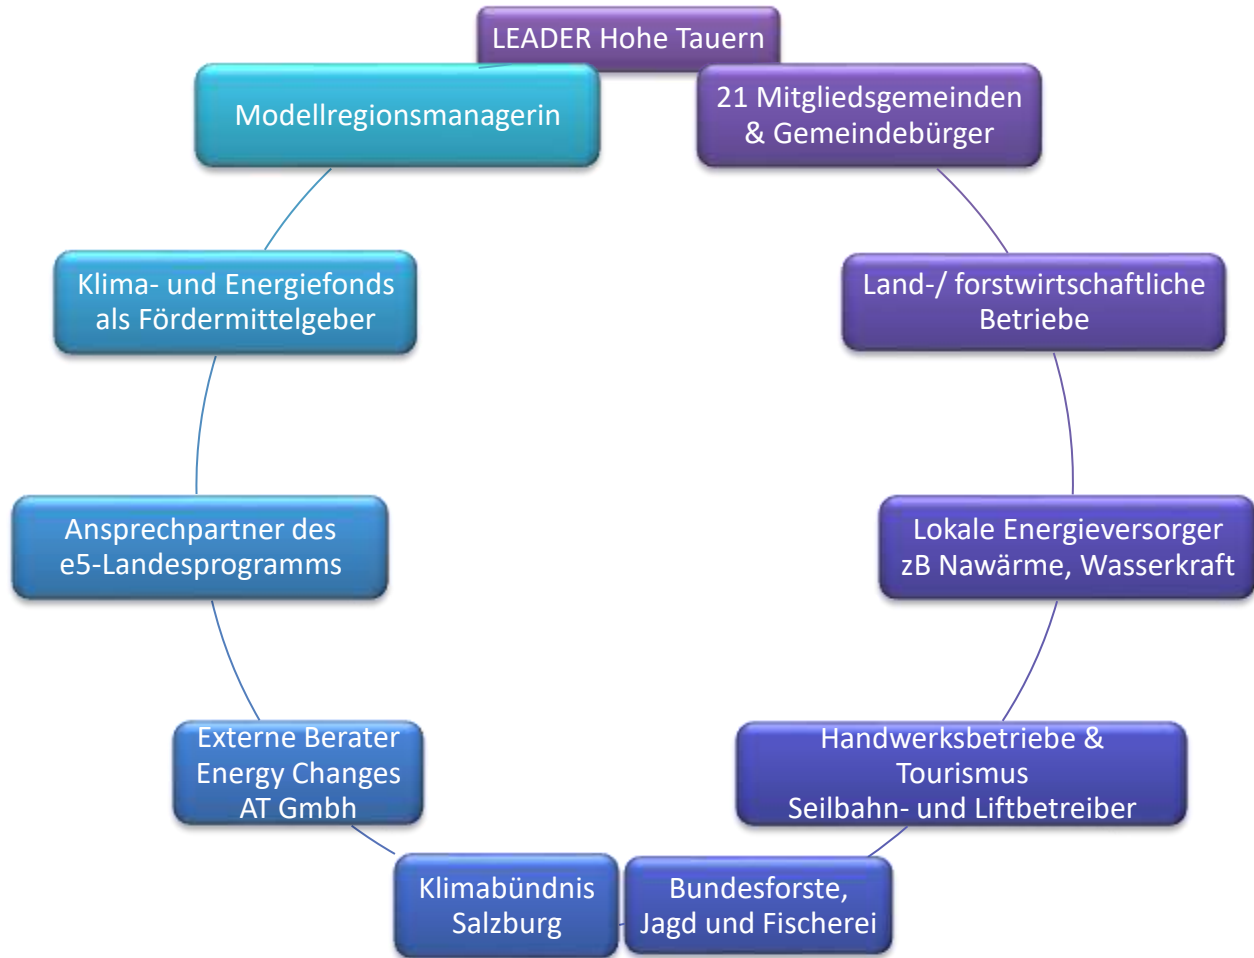 LEADER Hohe Tauern
Modellregionsmanagerin
21 Mitgliedsgemeinden
& Gemeindebürger
Klima- und Energiefonds
als Fördermittelgeber
Land-/ forstwirtschaftliche
Betriebe
Ansprechpartner des
e5-Landesprogramms
Lokale Energieversorger
zB Nawärme, Wasserkraft
Externe Berater
Energy Changes
AT Gmbh
Handwerksbetriebe &
Tourismus
Seilbahn- und Liftbetreiber
Klimabündnis
Salzburg
Bundesforste,
Jagd und Fischerei